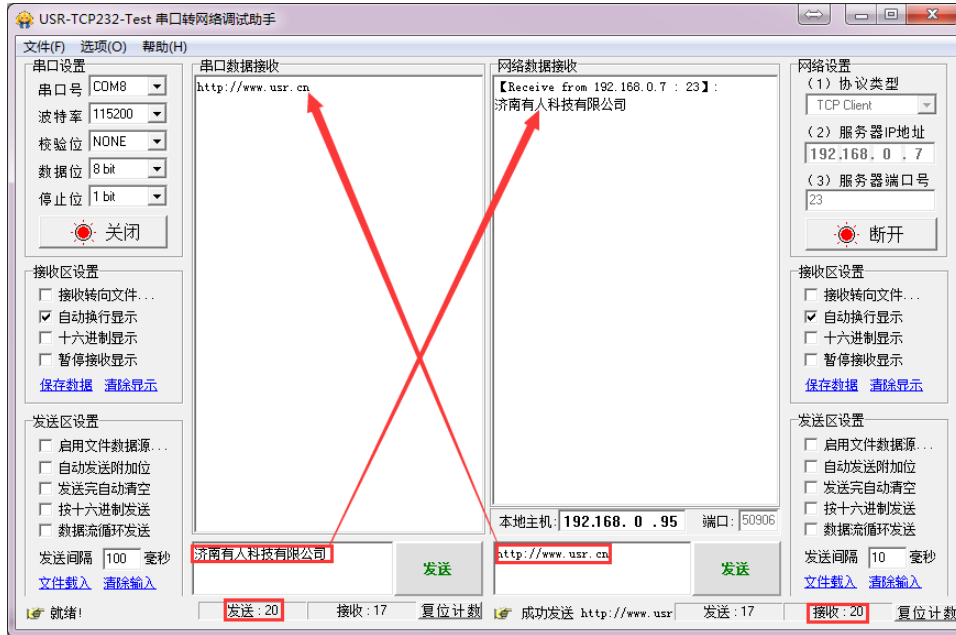 USR-TCP232-Test 串口转网络调试助手
文件(F) 选项(O) 帮助(H)
串口设置
串口号 COM8
波特率 115200
校验位 NONE
数据位 8 bit
停止位 1 bit
关闭
接收区设置
接收转向文件...
自动换行显示
十六进制显示
暂停接收显示
保存数据 清除显示
发送区设置
启用文件数据源...
自动发送附加位
发送完自动清空
按十六进制发送
数据流循环发送
发送间隔 100 毫秒
文件载入 清除输入
就绪!
串口数据接收
http://www.usr.cn
济南有人科技有限公司
发送
发送:20 接收:17 复位计数
网络数据接收
【Receive from 192.168.0.7 : 23】:
济南有人科技有限公司
本地主机: 192.168. 0 .95 端口: 50906
http://www.usr.cn
发送
成功发送 http://www.usr 发送:17 接收:20 复位计数
网络设置
(1) 协议类型
TCP Client
(2) 服务器IP地址
192.168. 0 . 7
(3) 服务器端口号
23
断开
接收区设置
接收转向文件...
自动换行显示
十六进制显示
暂停接收显示
保存数据 清除显示
发送区设置
启用文件数据源...
自动发送附加位
发送完自动清空
按十六进制发送
数据流循环发送
发送间隔 10 毫秒
文件载入 清除输入